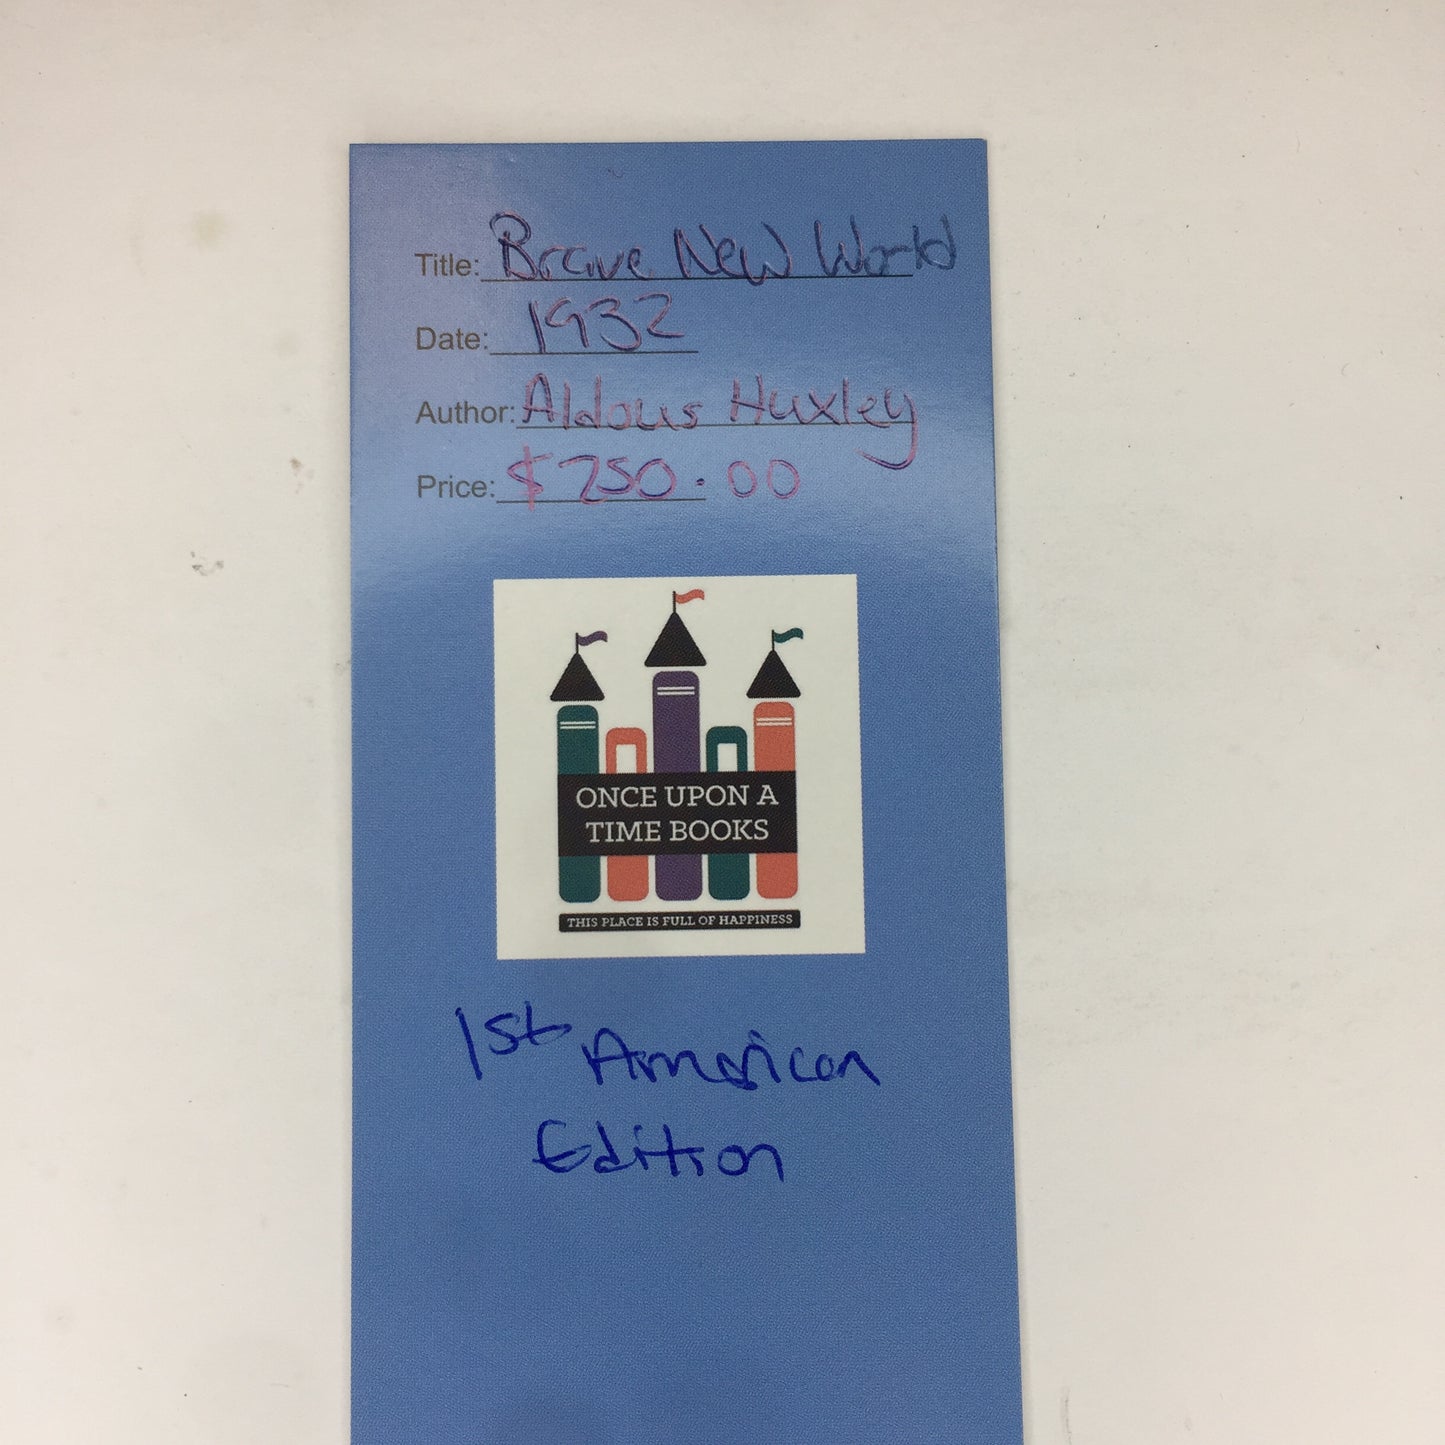 Title: Brave New World
Date: 1932
Author: Aldous Huxley
Price: $250.00
ONCE UPON A
TIME BOOKS
THIS PLACE IS FULL OF HAPPINESS
1st American
Edition